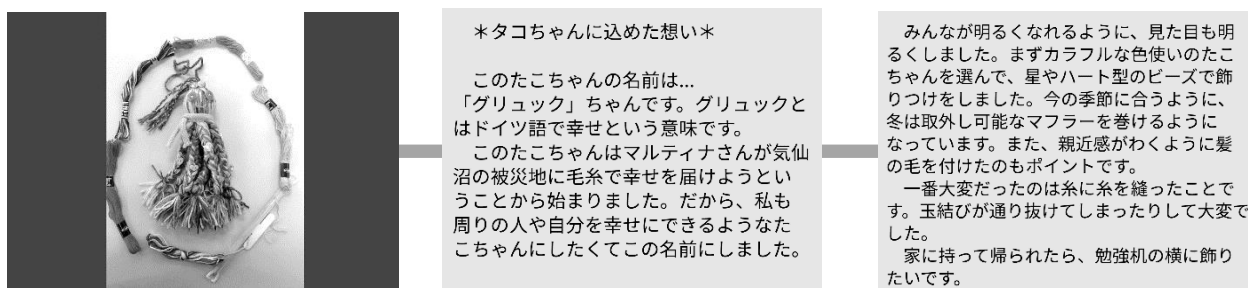 ＊タコちゃんに込めた想い＊
このたこちゃんの名前は…
「グリュック」ちゃんです。グリュックと
はドイツ語で幸せという意味です。
このたこちゃんはマルティナさんが気仙
沼の被災地に毛糸で幸せを届けようとい
うことから始まりました。だから、私も
周りの人や自分を幸せにできるようなた
こちゃんにしたくてこの名前にしました。
みんなが明るくなれるように、見た目も明
るくしました。まずカラフルな色使いのたこ
ちゃんを選んで、星やハート型のビーズで飾
りつけをしました。今の季節に合うように、
冬は取外し可能なマフラーを巻けるように
なっています。また、親近感がわくように髪
の毛を付けたのもポイントです。
一番大変だったのは糸に糸を縫ったことで
す。玉結びが通り抜けてしまったりして大変で
した。
家に持って帰られたら、勉強机の横に飾り
たいです。